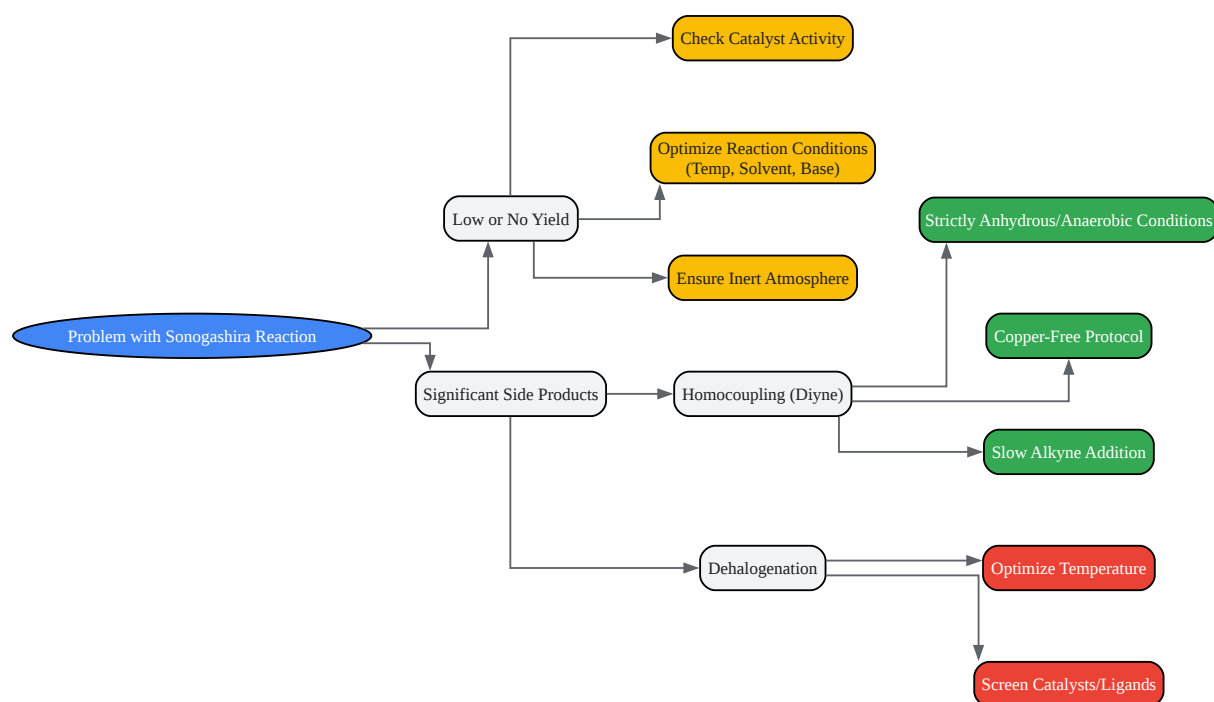 Check Catalyst Activity
Optimize Reaction Conditions
(Temp, Solvent, Base)
Low or No Yield
Strictly Anhydrous/Anaerobic Conditions
Ensure Inert Atmosphere
Problem with Sonogashira Reaction
Copper-Free Protocol
Significant Side Products
Homocoupling (Diyne)
Slow Alkyne Addition
Dehalogenation
Optimize Temperature
Screen Catalysts/Ligands